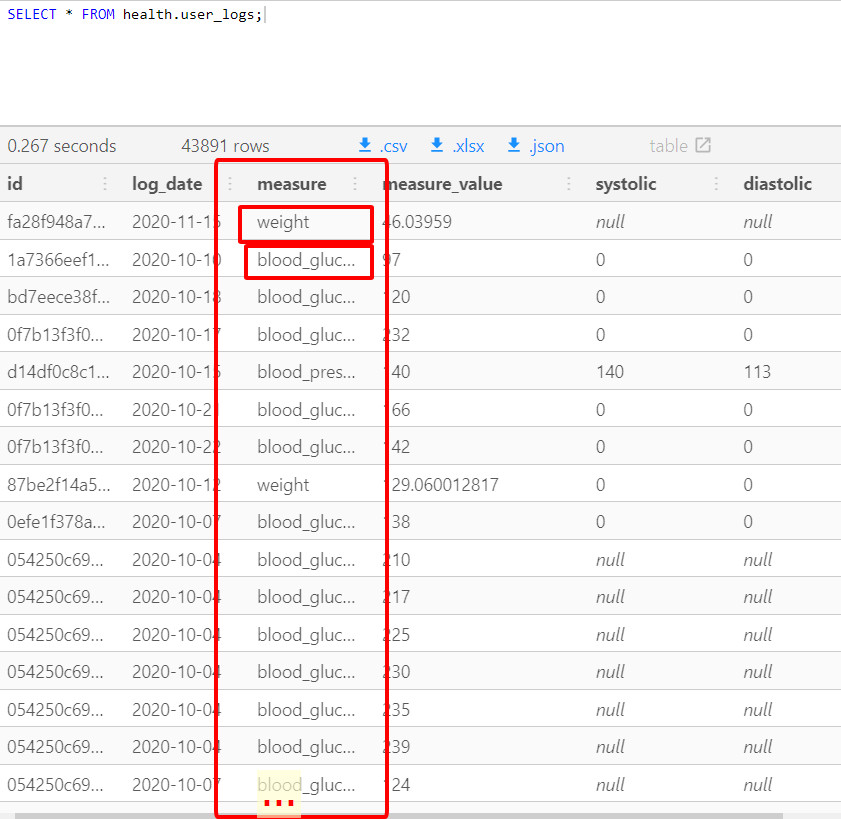 SELECT * FROM health.user_logs;
0.267 seconds 43891 rows .csv .xlsx .json table
id log_date measure measure_value systolic diastolic
fa28f948a7... 2020-11-15 weight 46.03959 null null
1a7366eef1... 2020-10-10 blood_gluc... 97 0 0
bd7eece38f... 2020-10-18 blood_gluc... 120 0 0
0f7b13f3f0... 2020-10-17 blood_gluc... 232 0 0
d14df0c8c1... 2020-10-15 blood_pres... 140 140 113
0f7b13f3f0... 2020-10-21 blood_gluc... 166 0 0
0f7b13f3f0... 2020-10-22 blood_gluc... 142 0 0
87be2f14a5... 2020-10-12 weight 129.060012817 0 0
0efe1f378a... 2020-10-07 blood_gluc... 138 0 0
054250c69... 2020-10-04 blood_gluc... 210 null null
054250c69... 2020-10-04 blood_gluc... 217 null null
054250c69... 2020-10-04 blood_gluc... 225 null null
054250c69... 2020-10-04 blood_gluc... 230 null null
054250c69... 2020-10-04 blood_gluc... 235 null null
054250c69... 2020-10-04 blood_gluc... 239 null null
054250c69... 2020-10-07 blood_gluc... 124 null null
...